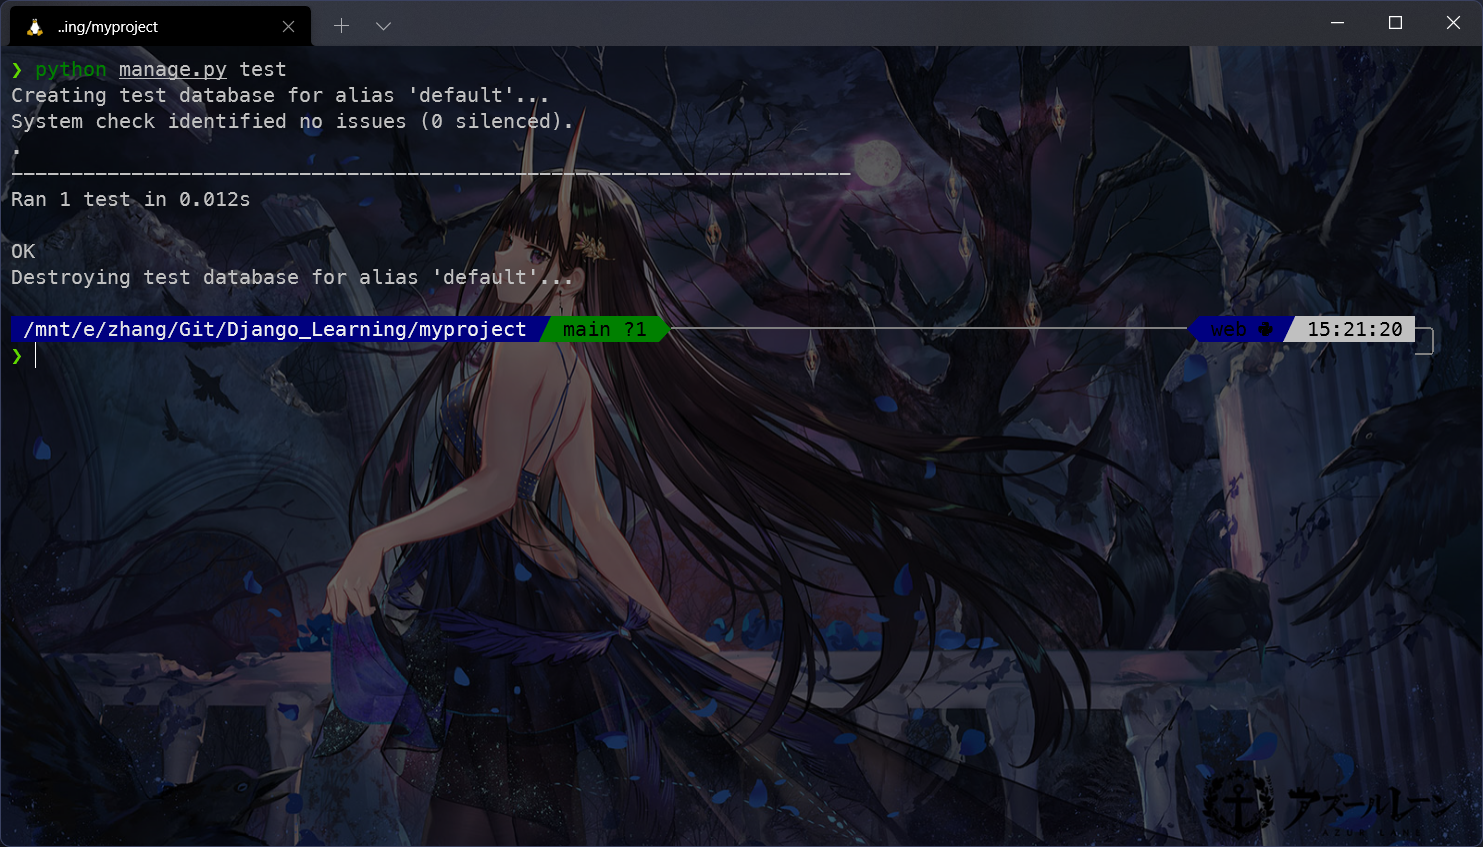 ..ing/myproject
❯ python manage.py test
Creating test database for alias 'default'...
System check identified no issues (0 silenced).
.
----------------------------------------------------------------------
Ran 1 test in 0.012s
OK
Destroying test database for alias 'default'...
/mnt/e/zhang/Git/Django_Learning/myproject main ?1 web 15:21:20
❯
アズールレーン
AZUR LANE